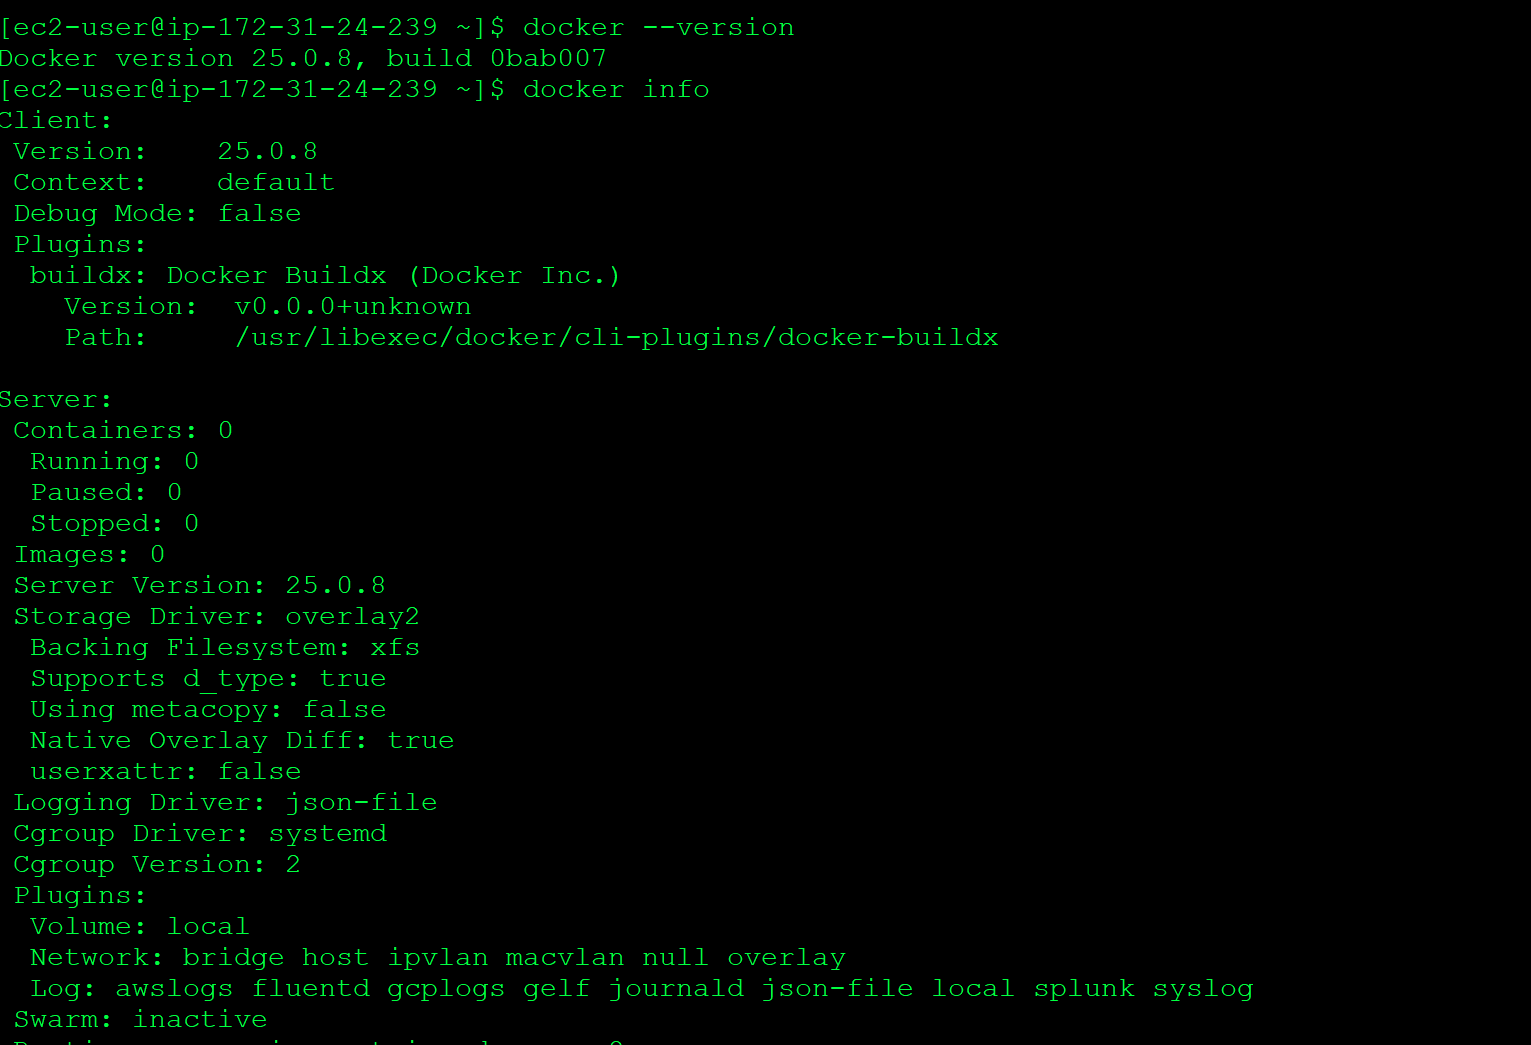 [ec2-user@ip-172-31-24-239 ~]$ docker --version
Docker version 25.0.8, build 0bab007
[ec2-user@ip-172-31-24-239 ~]$ docker info
Client:
 Version:    25.0.8
 Context:    default
 Debug Mode: false
 Plugins:
  buildx: Docker Buildx (Docker Inc.)
    Version:  v0.0.0+unknown
    Path:     /usr/libexec/docker/cli-plugins/docker-buildx

Server:
 Containers: 0
  Running: 0
  Paused: 0
  Stopped: 0
 Images: 0
 Server Version: 25.0.8
 Storage Driver: overlay2
  Backing Filesystem: xfs
  Supports d_type: true
  Using metacopy: false
  Native Overlay Diff: true
  userxattr: false
 Logging Driver: json-file
 Cgroup Driver: systemd
 Cgroup Version: 2
 Plugins:
  Volume: local
  Network: bridge host ipvlan macvlan null overlay
  Log: awslogs fluentd gcplogs gelf journald json-file local splunk syslog
 Swarm: inactive